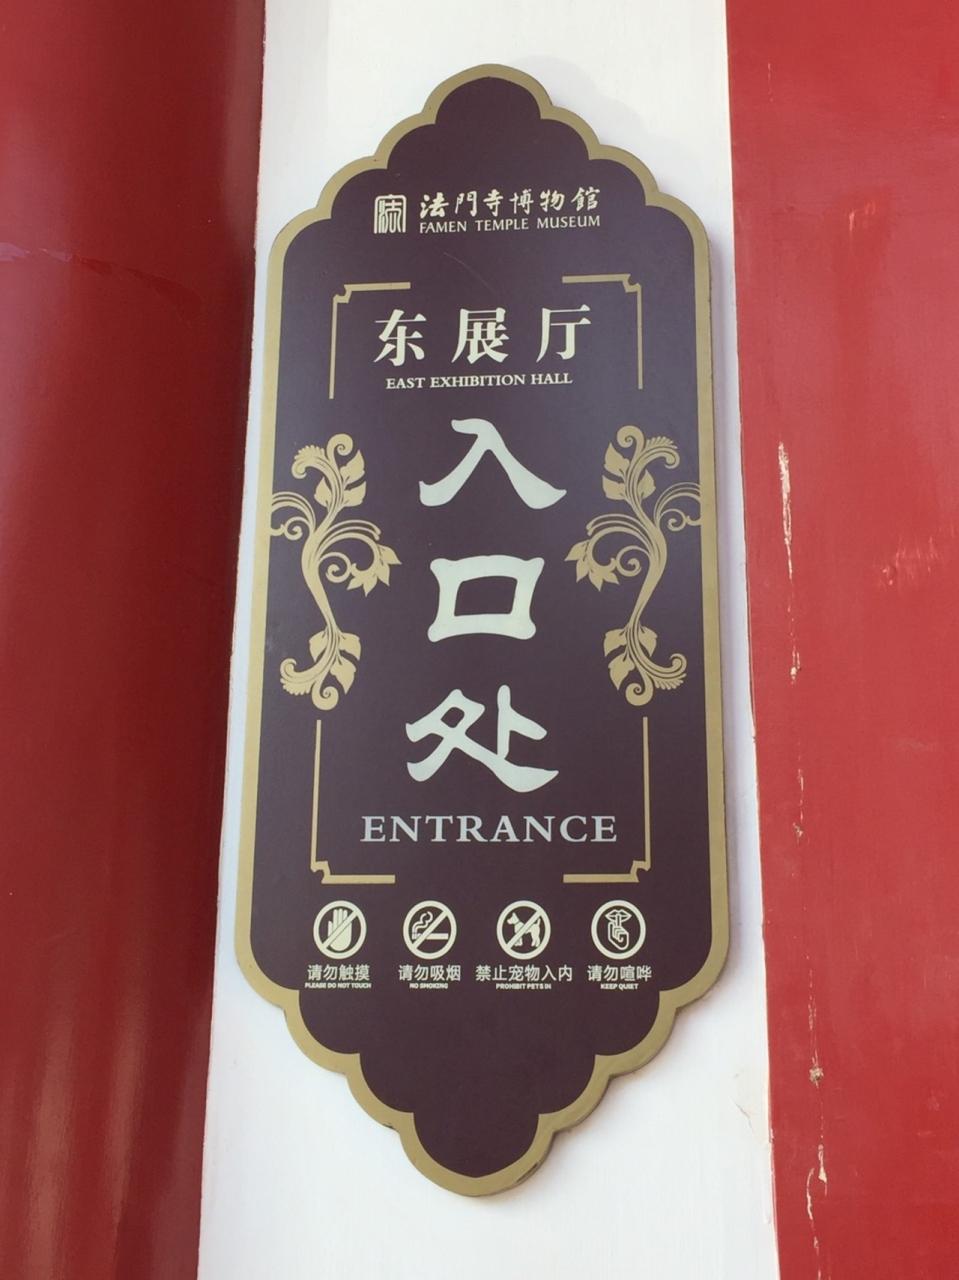 法門寺博物館
FAMEN TEMPLE MUSEUM
东展厅
EAST EXHIBITION HALL
入
口
处
ENTRANCE
请勿触摸
PLEASE DO NOT TOUCH
请勿吸烟
NO SMOKING
禁止宠物入内
PROHIBIT PETS IN
请勿喧哗
KEEP QUIET